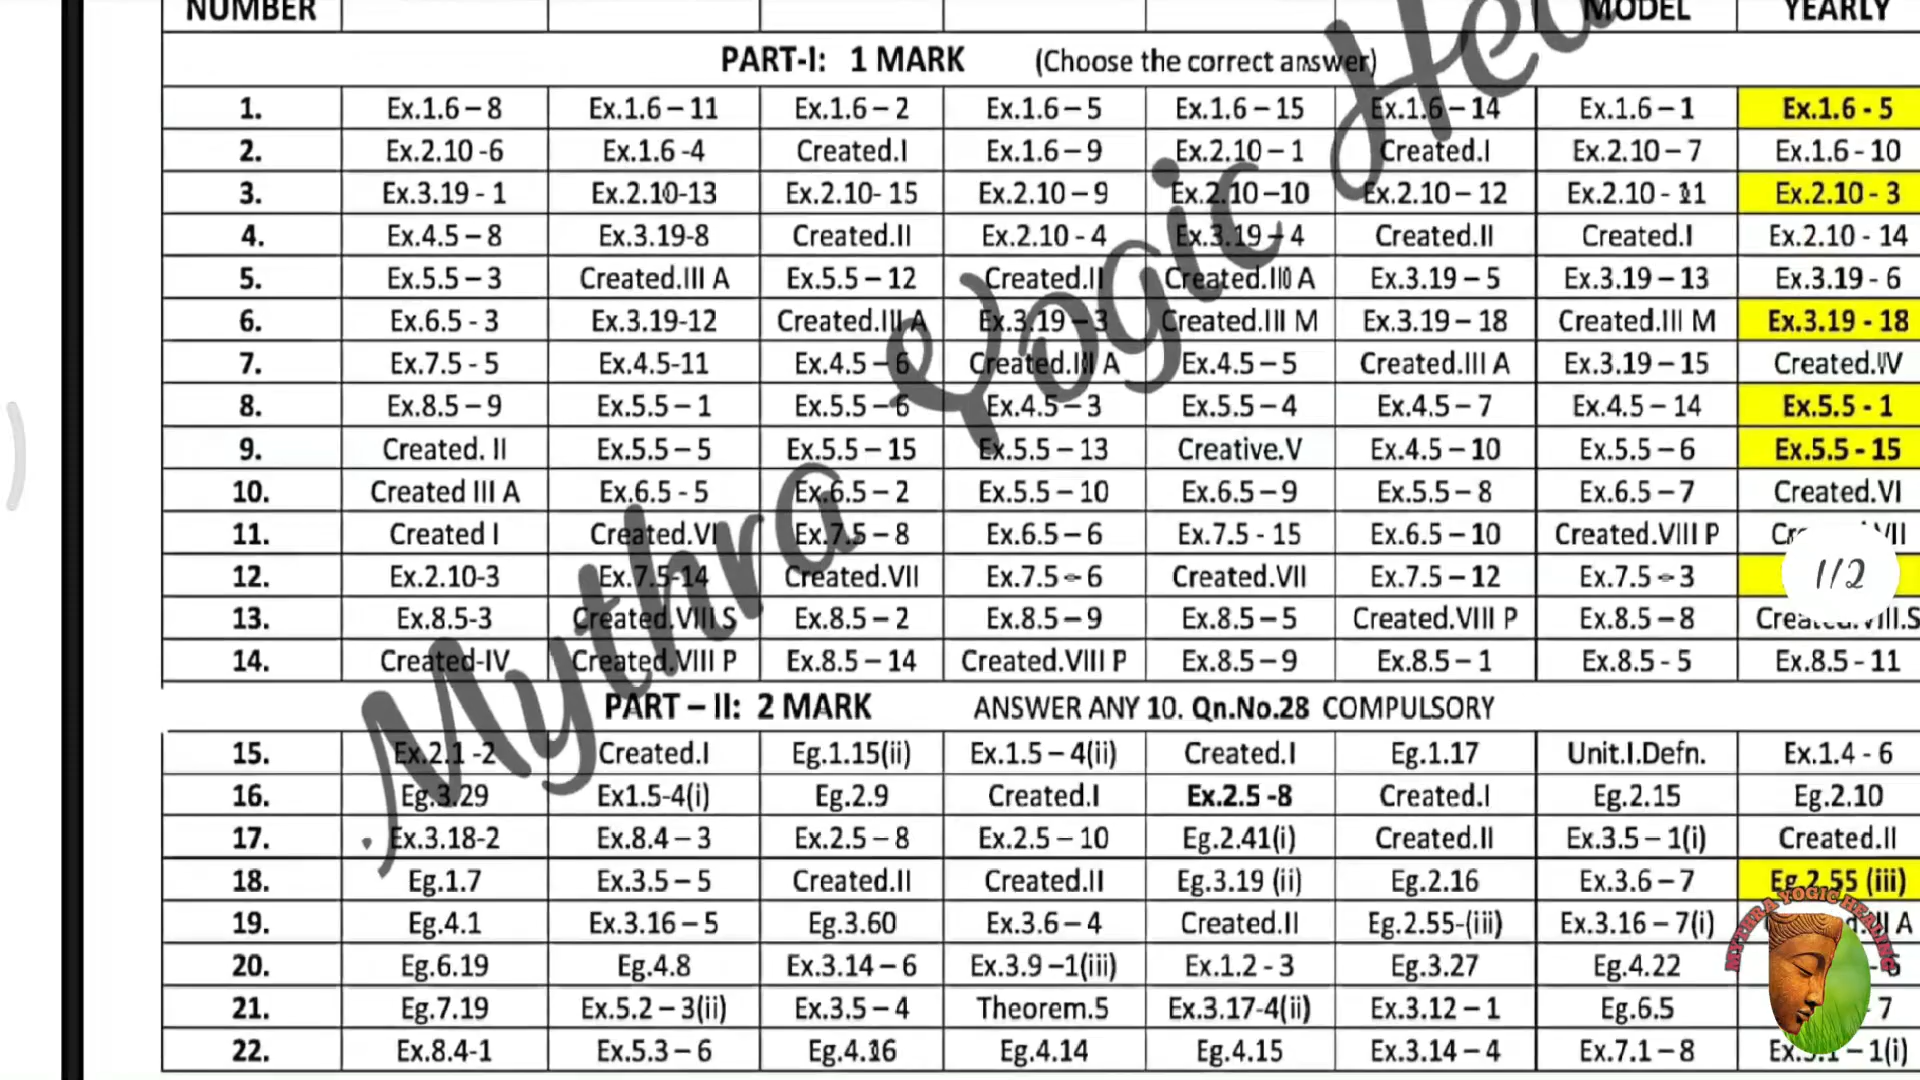 NUMBER MODEL YEARLY
PART-I: 1 MARK (Choose the correct answer)
1. Ex.1.6 – 8 Ex.1.6 – 11 Ex.1.6 – 2 Ex.1.6 – 5 Ex.1.6 – 15 Ex.1.6 – 14 Ex.1.6 – 1 Ex.1.6 - 5
2. Ex.2.10 -6 Ex.1.6 -4 Created.I Ex.1.6 – 9 Ex.2.10 – 1 Created.I Ex.2.10 – 7 Ex.1.6 - 10
3. Ex.3.19 - 1 Ex.2.10-13 Ex.2.10- 15 Ex.2.10 – 9 Ex.2.10 –10 Ex.2.10 – 12 Ex.2.10 - 11 Ex.2.10 - 3
4. Ex.4.5 – 8 Ex.3.19-8 Created.II Ex.2.10 - 4 Ex.3.19 – 4 Created.II Created.I Ex.2.10 - 14
5. Ex.5.5 – 3 Created.III A Ex.5.5 – 12 Created.II Created.III A Ex.3.19 – 5 Ex.3.19 – 13 Ex.3.19 - 6
6. Ex.6.5 - 3 Ex.3.19-12 Created.III A Ex.3.19 – 3 Created.III M Ex.3.19 – 18 Created.III M Ex.3.19 - 18
7. Ex.7.5 - 5 Ex.4.5-11 Ex.4.5 – 6 Created.III A Ex.4.5 – 5 Created.III A Ex.3.19 – 15 Created.IV
8. Ex.8.5 – 9 Ex.5.5 – 1 Ex.5.5 – 6 Ex.4.5 – 3 Ex.5.5 – 4 Ex.4.5 – 7 Ex.4.5 – 14 Ex.5.5 - 1
9. Created. II Ex.5.5 – 5 Ex.5.5 – 15 Ex.5.5 – 13 Creative.V Ex.4.5 – 10 Ex.5.5 – 6 Ex.5.5 - 15
10. Created III A Ex.6.5 - 5 Ex.6.5 – 2 Ex.5.5 – 10 Ex.6.5 – 9 Ex.5.5 – 8 Ex.6.5 – 7 Created.VI
11. Created I Created.VI Ex.7.5 – 8 Ex.6.5 – 6 Ex.7.5 - 15 Ex.6.5 – 10 Created.VIII P
12. Ex.2.10-3 Ex.7.5-14 Created.VII Ex.7.5 – 6 Created.VII Ex.7.5 – 12 Ex.7.5 – 3 1/2
13. Ex.8.5-3 Created.VIII S Ex.8.5 – 2 Ex.8.5 – 9 Ex.8.5 – 5 Created.VIII P Ex.8.5 – 8
14. Created-IV Created.VIII P Ex.8.5 – 14 Created.VIII P Ex.8.5 – 9 Ex.8.5 – 1 Ex.8.5 - 5 Ex.8.5 - 11
PART – II: 2 MARK ANSWER ANY 10. Qn.No.28 COMPULSORY
15. Ex.2.1 -2 Created.I Eg.1.15(ii) Ex.1.5 – 4(ii) Created.I Eg.1.17 Unit.I.Defn. Ex.1.4 - 6
16. Eg.3.29 Ex1.5-4(i) Eg.2.9 Created.I Ex.2.5 -8 Created.I Eg.2.15 Eg.2.10
17. Ex.3.18-2 Ex.8.4 – 3 Ex.2.5 – 8 Ex.2.5 – 10 Eg.2.41(i) Created.II Ex.3.5 – 1(i) Created.II
18. Eg.1.7 Ex.3.5 – 5 Created.II Created.II Eg.3.19 (ii) Eg.2.16 Ex.3.6 – 7 Eg.2.55 (iii)
19. Eg.4.1 Ex.3.16 – 5 Eg.3.60 Ex.3.6 – 4 Created.II Eg.2.55-(iii) Ex.3.16 – 7(i)
20. Eg.6.19 Eg.4.8 Ex.3.14 – 6 Ex.3.9 –1(iii) Ex.1.2 - 3 Eg.3.27 Eg.4.22
21. Eg.7.19 Ex.5.2 – 3(ii) Ex.3.5 – 4 Theorem.5 Ex.3.17-4(ii) Ex.3.12 – 1 Eg.6.5 7
22. Ex.8.4-1 Ex.5.3 – 6 Eg.4.16 Eg.4.14 Eg.4.15 Ex.3.14 – 4 Ex.7.1 – 8 – 1(i)
Mythra Yogic Hea
MYTHRA YOGIC HEALING